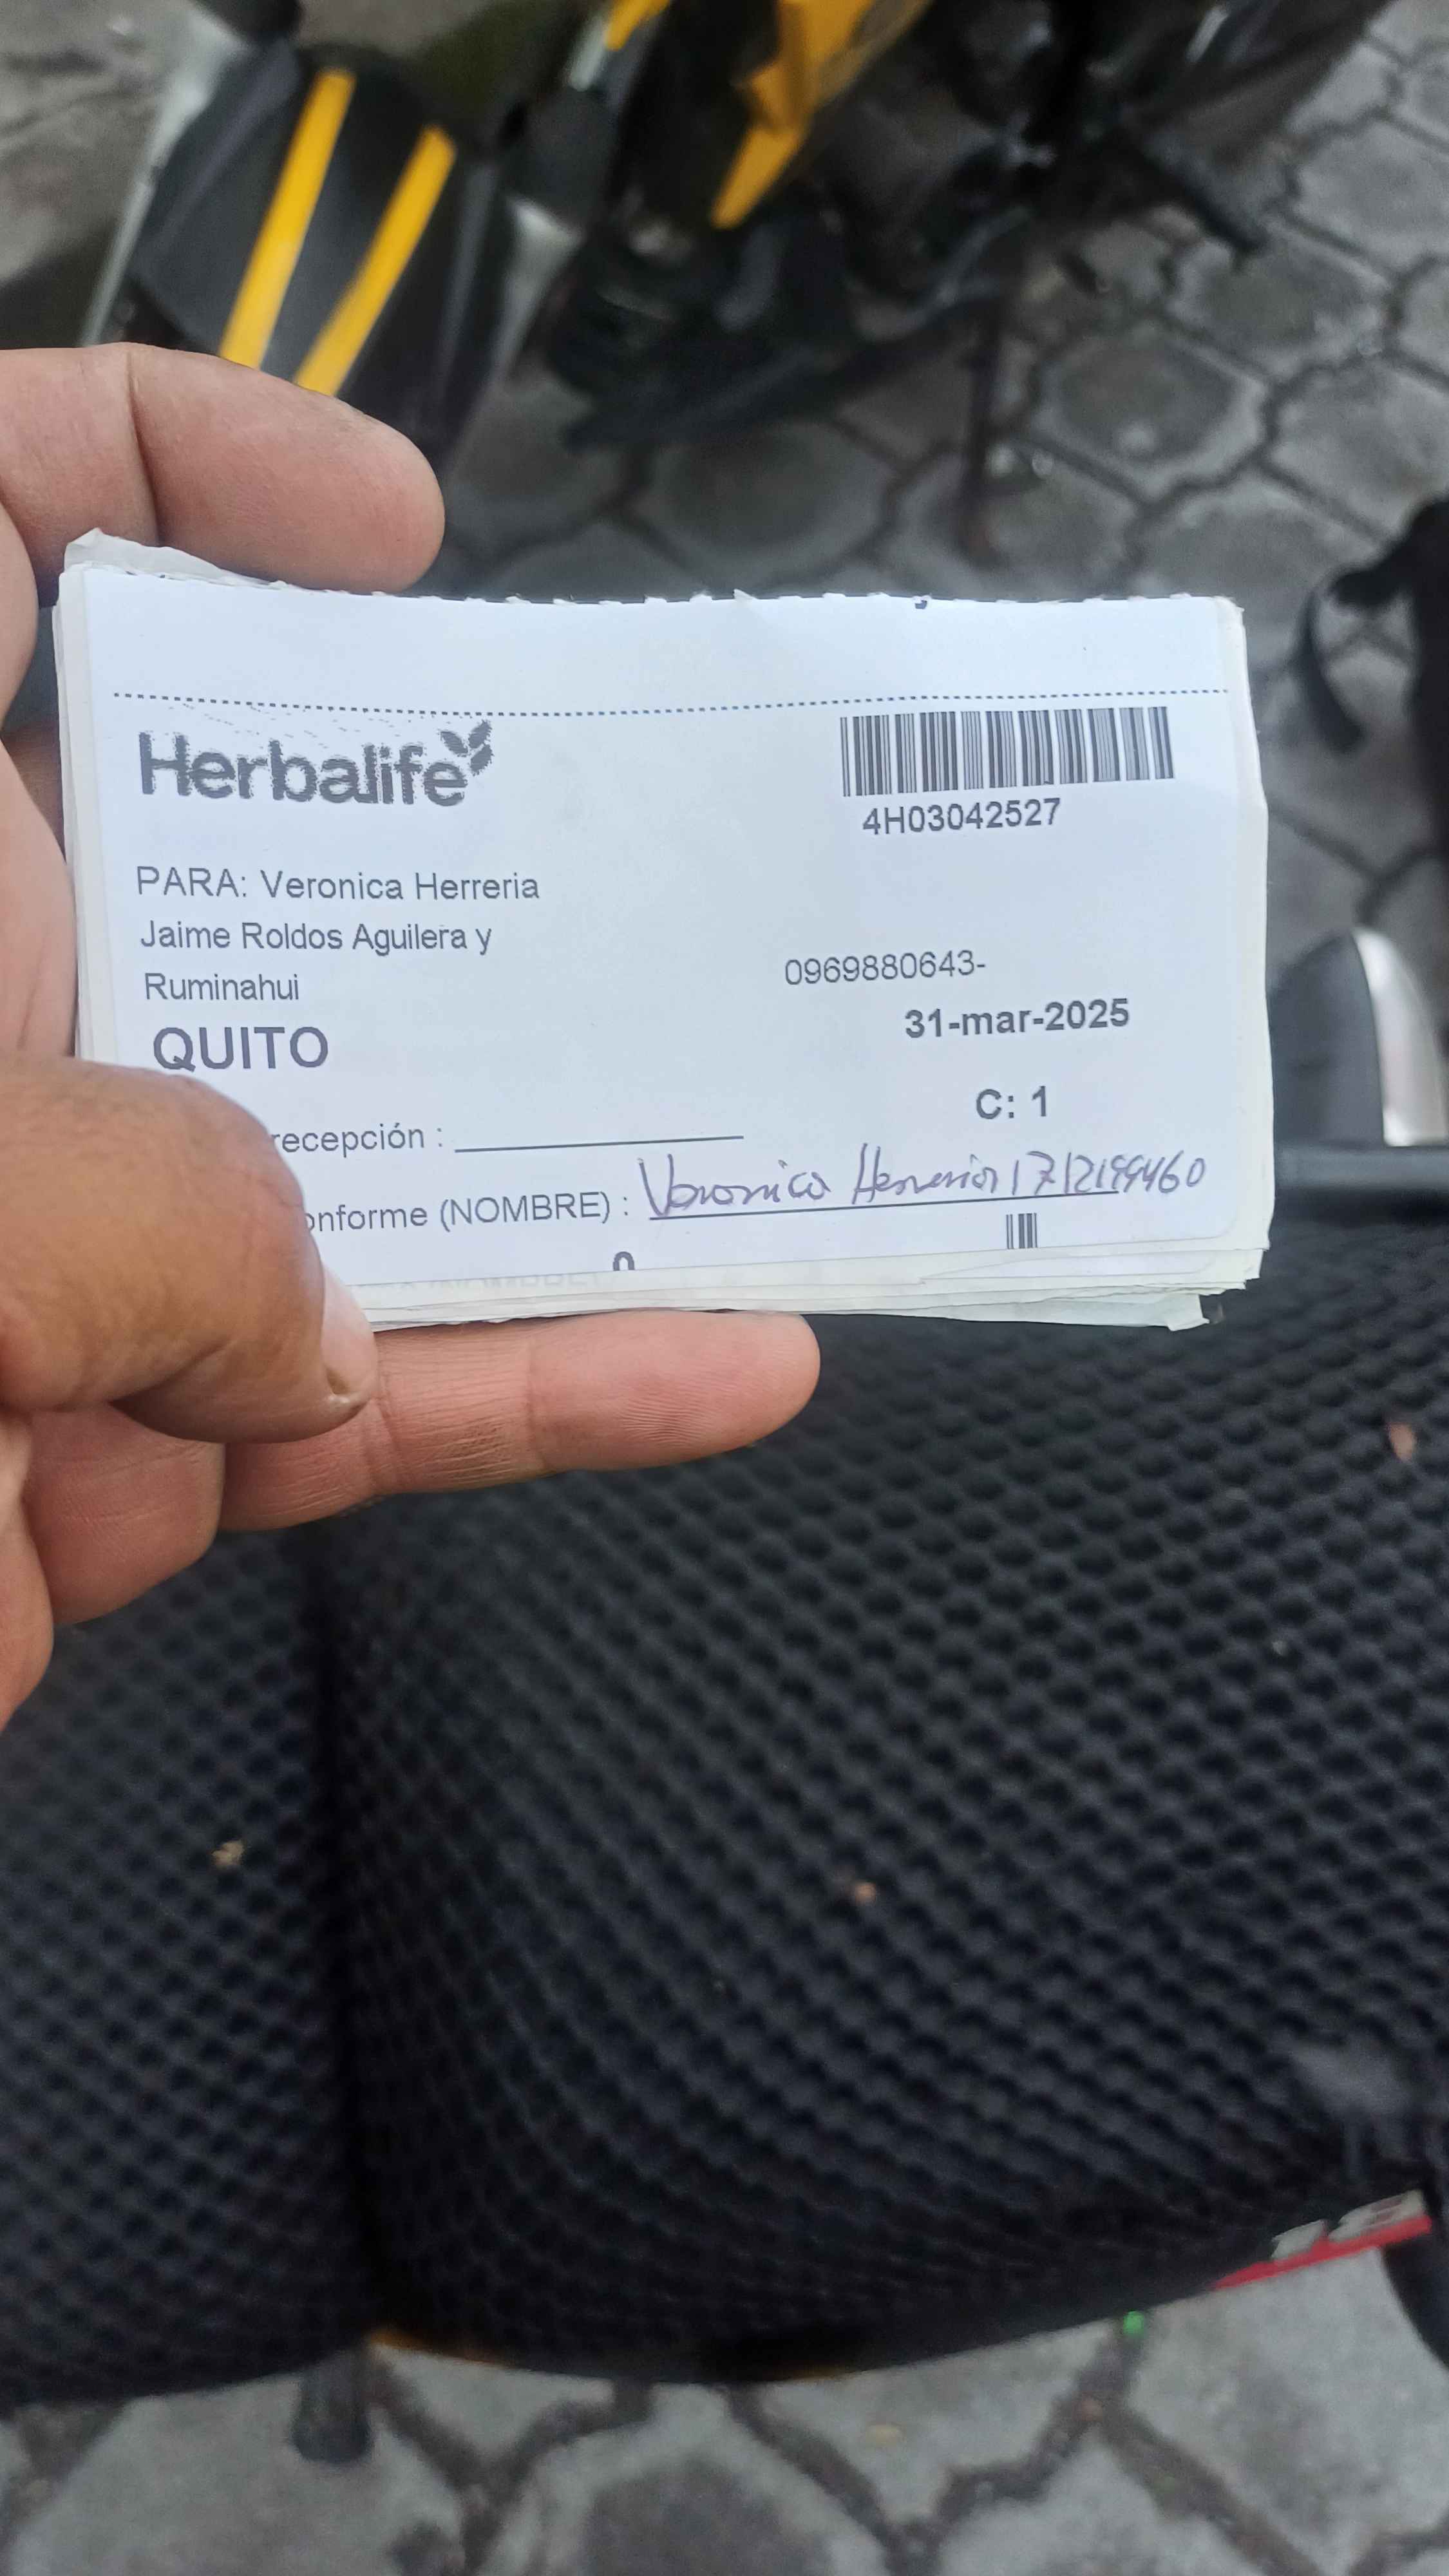 Herbalife
4H03042527
PARA: Veronica Herreria
Jaime Roldos Aguilera y
Ruminahui
0969880643-
31-mar-2025
QUITO
C: 1
recepción :
onforme (NOMBRE) : Veronica Herreria
18